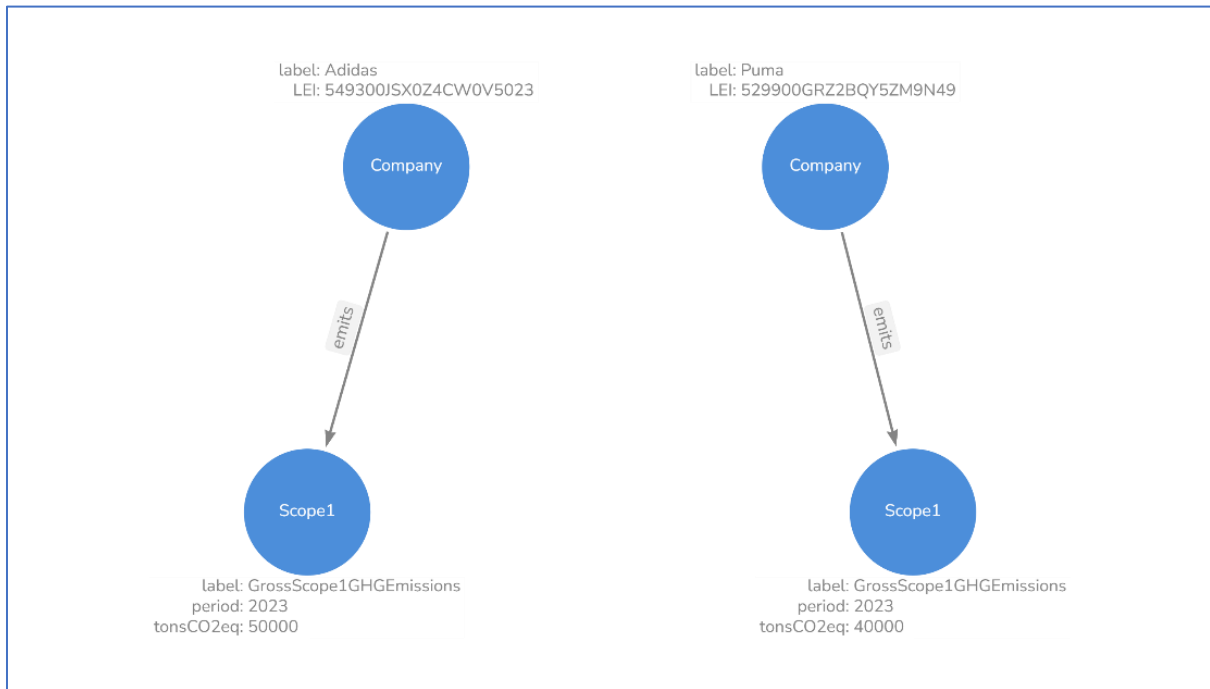 label: Adidas
LEI: 549300JSX0Z4CW0V5023
Company
emits
Scope1
label: GrossScope1GHGEmissions
period: 2023
tonsCO2eq: 50000
label: Puma
LEI: 529900GRZ2BQY5ZM9N49
Company
emits
Scope1
label: GrossScope1GHGEmissions
period: 2023
tonsCO2eq: 40000